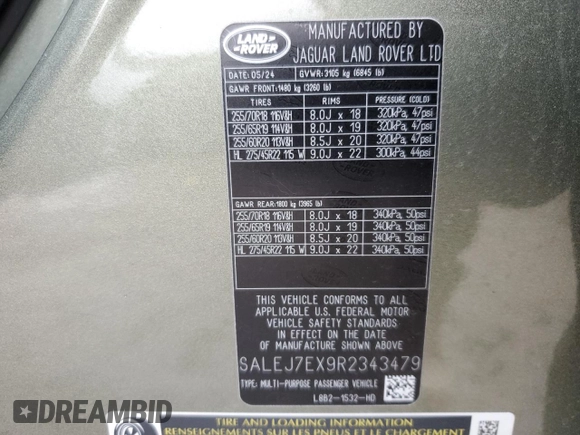 LAND
ROVER
MANUFACTURED BY
JAGUAR LAND ROVER LTD
DATE: 05/24 GVWR: 3105 kg (6845 lb)
GAWR FRONT: 1480 kg (3260 lb)
TIRES RIMS PRESSURE (COLD)
255/70R18 116V&H 8.0J x 18 320kPa, 47psi
255/65R19 114V&H 8.0J x 19 320kPa, 47psi
255/60R20 113V&H 8.5J x 20 320kPa, 47psi
HL 275/45R22 115 W 9.0J x 22 300kPa, 44psi
GAWR REAR: 1800 kg (3965 lb)
255/70R18 116V&H 8.0J x 18 340kPa, 50psi
255/65R19 114V&H 8.0J x 19 340kPa, 50psi
255/60R20 113V&H 8.5J x 20 340kPa, 50psi
HL 275/45R22 115 W 9.0J x 22 340kPa, 50psi
THIS VEHICLE CONFORMS TO ALL
APPLICABLE U.S. FEDERAL MOTOR
VEHICLE SAFETY STANDARDS
IN EFFECT ON THE DATE
OF MANUFACTURE SHOWN ABOVE.
SALEJ7EX9R2343479
TYPE: MULTI-PURPOSE PASSENGER VEHICLE
L8B2-1532-HD
TIRE AND LOADING INFORMATION
RENSEIGNEMENTS SUR LES PNEUS ET LE CHARGEMENT
DREAMBID